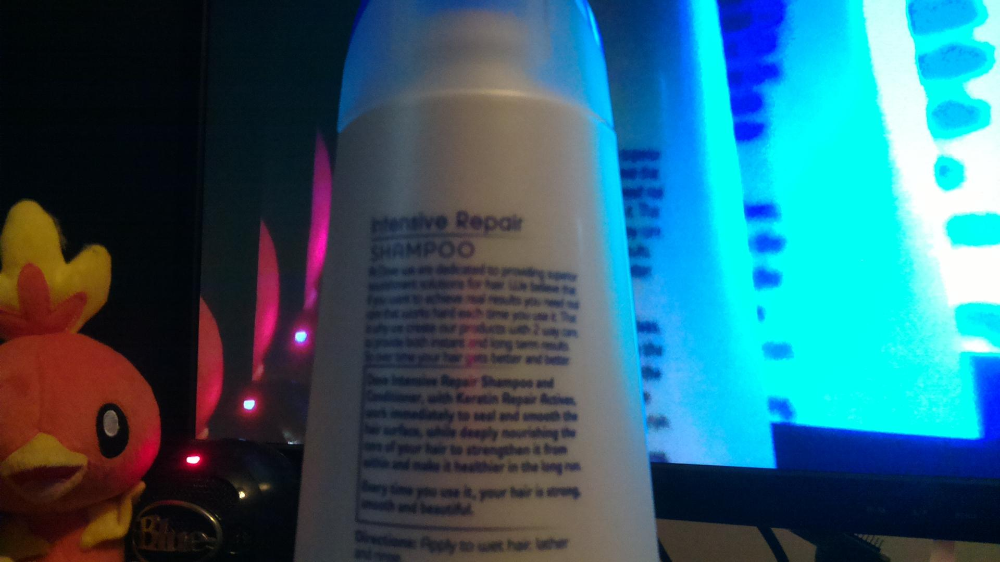 Intensive Repair
SHAMPOO
At Dove we are dedicated to providing superior
nourishment solutions for hair. We believe
if you want to achieve real results you need
care that works hard each time you use it.
is why we create our products with 2 way care,
to provide both instant and long term results.
So over time your hair gets better and better
Dove Intensive Repair Shampoo and
Conditioner, with Keratin Repair Actives,
work immediately to seal and smooth the
hair surface, while deeply nourishing the
core of your hair to strengthen it from
within and make it healthier in the long run.
Every time you use it, your hair is strong,
smooth and beautiful.
Directions: Apply to wet hair. lather
and rinse.
Blue